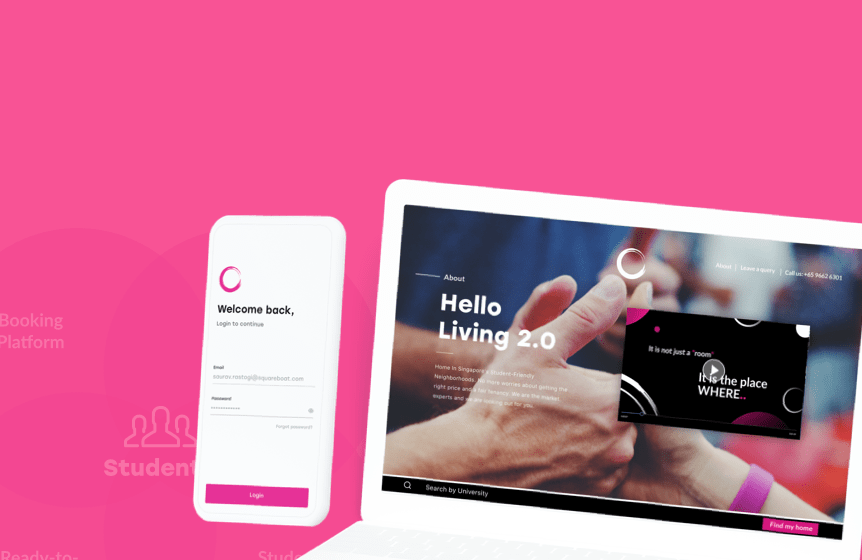 Booking
Platform
Student
Ready-to-
Stude
Welcome back,
Login to continue
Email
sourav.rastogi@squareboat.com
Password
Forgot password?
Login
About
Hello
Living 2.0
Home in Singapore's Student-Friendly
Neighborhoods. No more worries about getting the
right price and a fair tenancy. We are the market
experts and we are looking out for you.
About | Leave a query | Call us: +65 9662 6301
It is not just a "room"
It is the place
WHERE..
Search by University
Find my home